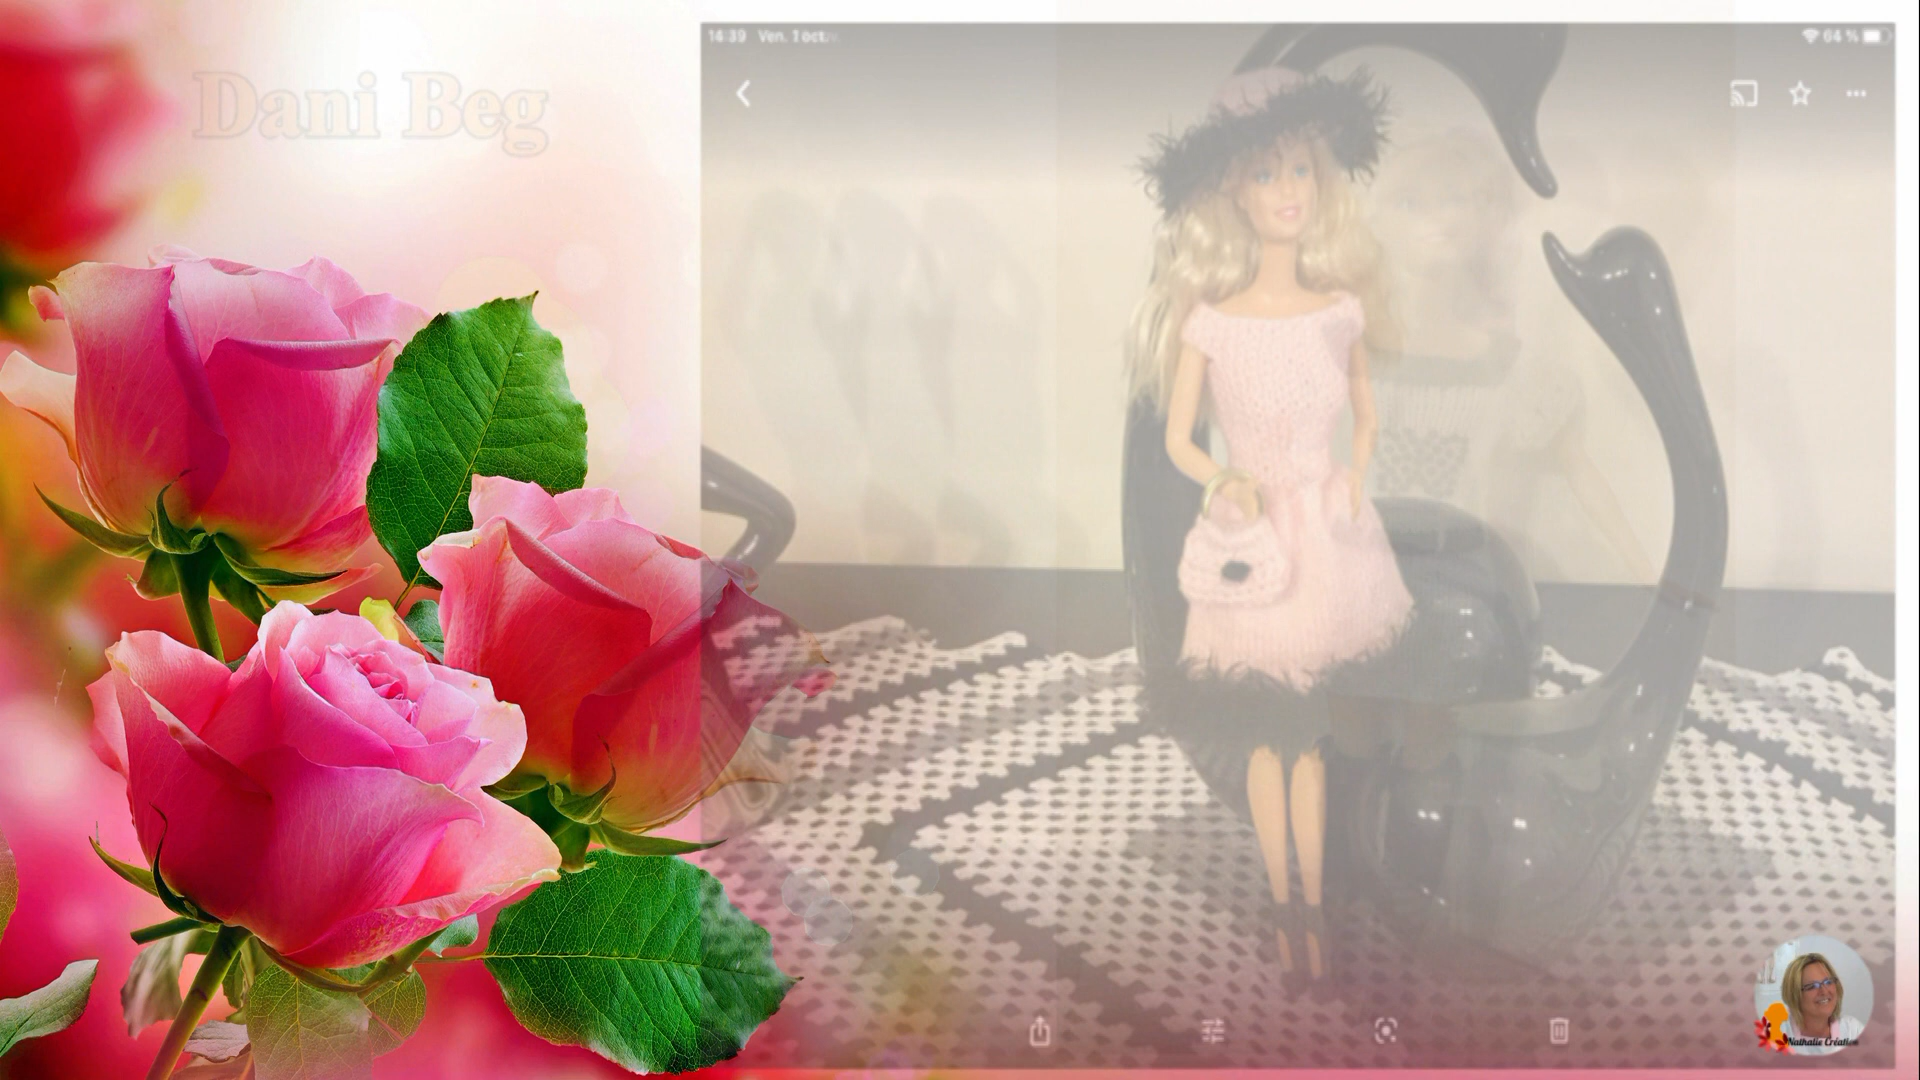 Dani Beg
14:39 Ven. 1 oct.
64 %
Nathalie Création